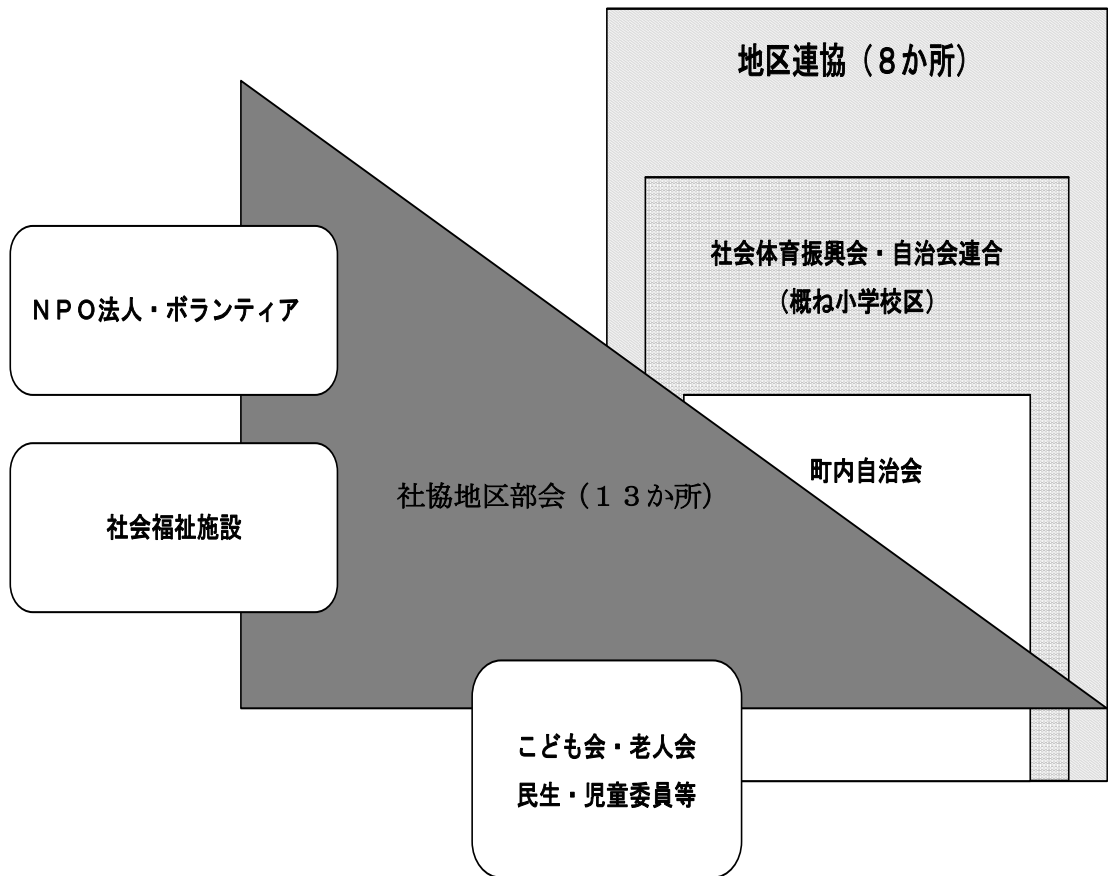 地区連協（８か所）
社会体育振興会・自治会連合
（概ね小学校区）
ＮＰＯ法人・ボランティア
町内自治会
社協地区部会（１３か所）
社会福祉施設
こども会・老人会
民生・児童委員等